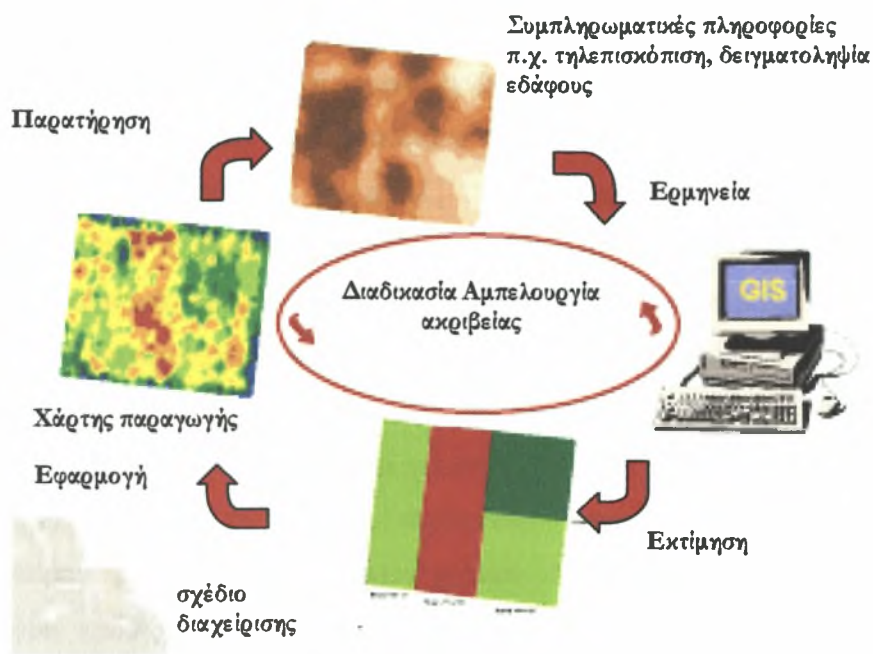 Συμπληρωματικές πληροφορίες
π.χ. τηλεπισκόπιση, δειγματοληψία
εδάφους
Παρατήρηση
Ερμηνεία
Διαδικασία Αμπελουργία
ακριβείας
GIS
Χάρτης παραγωγής
Εφαρμογή
Εκτίμηση
σχέδιο
διαχείρισης